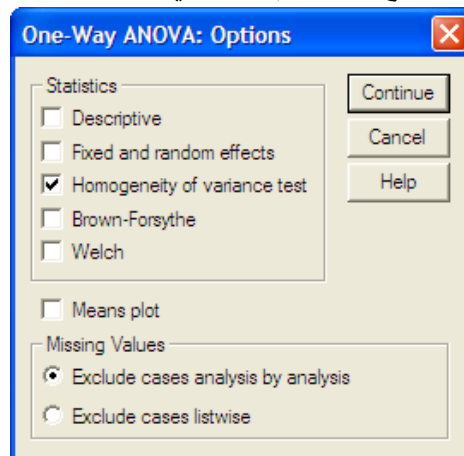 One-Way ANOVA: Options
Statistics
Descriptive
Fixed and random effects
Homogeneity of variance test
Brown-Forsythe
Welch
Continue
Cancel
Help
Means plot
Missing Values
Exclude cases analysis by analysis
Exclude cases listwise